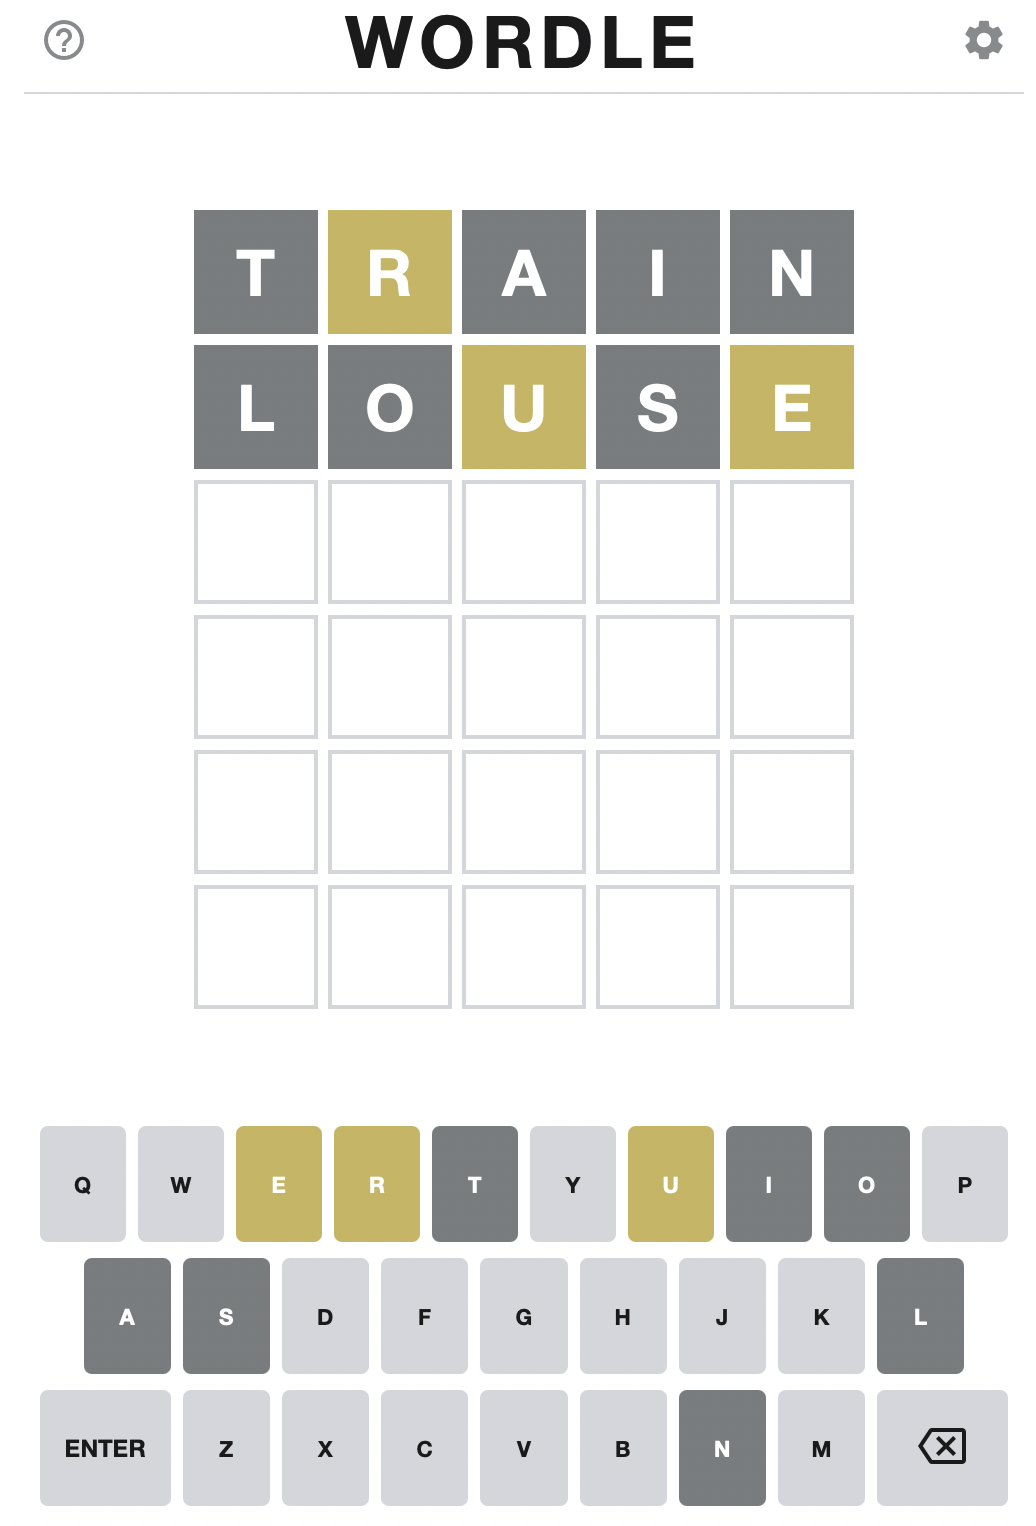 WORDLE
T R A I N
L O U S E
Q W E R T Y U I O P
A S D F G H J K L
ENTER Z X C V B N M